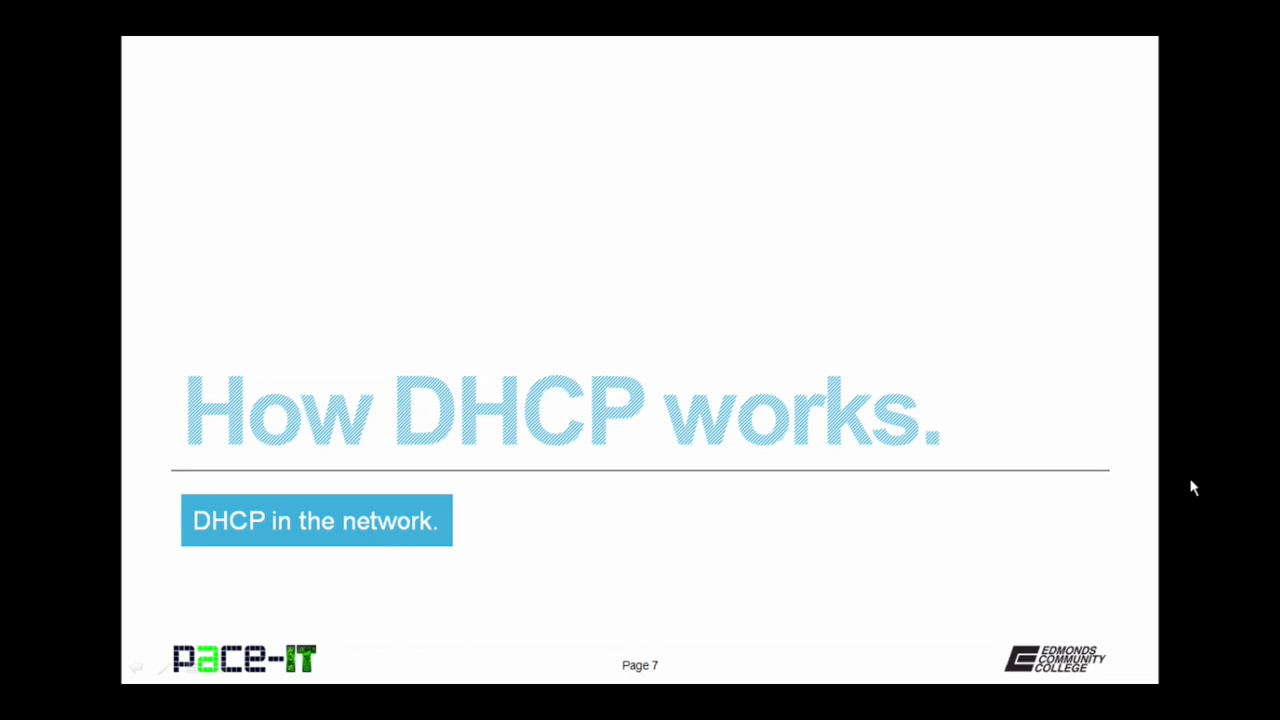 How DHCP works.
DHCP in the network.
pace-IT
Page 7
EDMONDS
COMMUNITY
COLLEGE